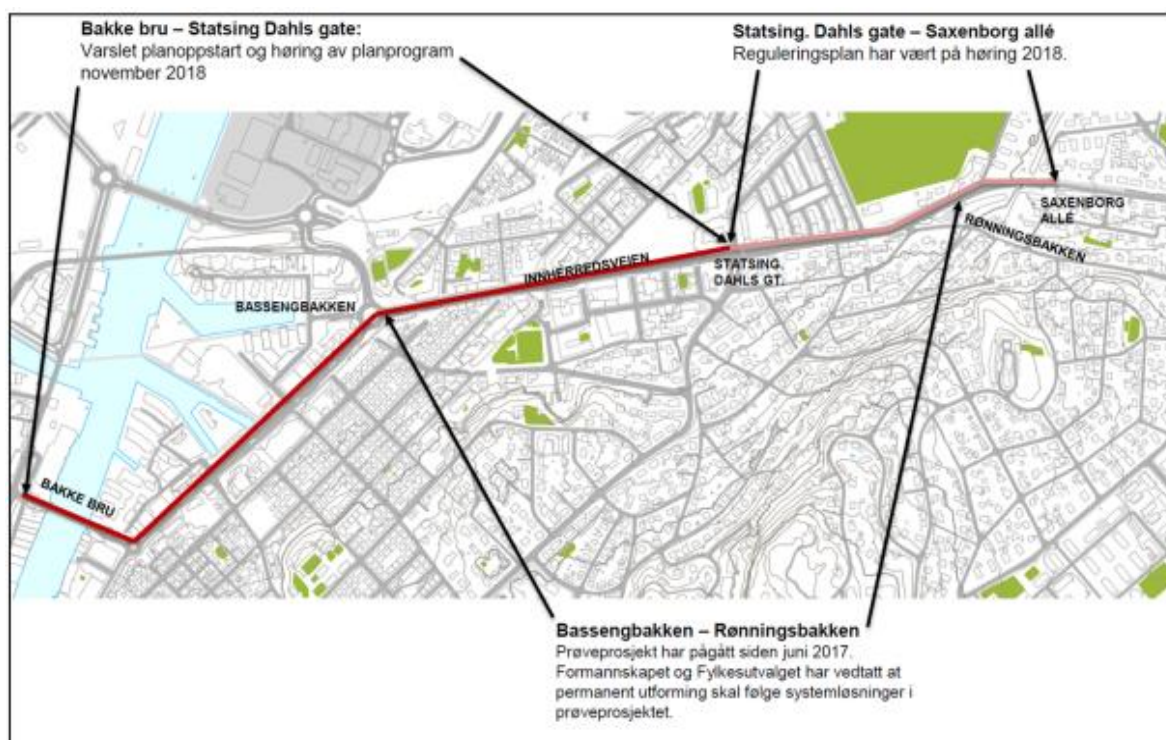 Bakke bru – Statsing Dahls gate:
Varslet planoppstart og høring av planprogram
november 2018
Statsing. Dahls gate – Saxenborg allé
Reguleringsplan har vært på høring 2018.
SAXENBORG
ALLÉ
RØNNINGSBAKKEN
INNHERREDSVEIEN
STATSING.
DAHLS GT.
BASSENGBAKKEN
BAKKE BRU
Bassengbakken – Rønningsbakken
Prøveprosjekt har pågått siden juni 2017.
Formannskapet og Fylkesutvalget har vedtatt at
permanent utforming skal følge systemløsninger i
prøveprosjektet.